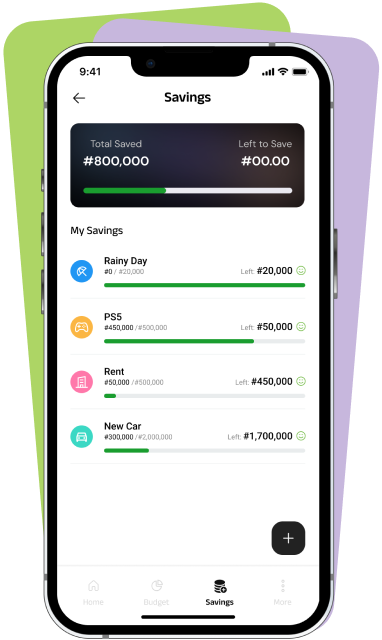 9:41
Savings
Total Saved Left to Save
#800,000 #00.00
My Savings
Rainy Day
#0 / #20,000 Left: #20,000
PS5
#450,000 /#500,000 Left: #50,000
Rent
#50,000 /#500,000 Left: #450,000
New Car
#300,000 /#2,000,000 Left: #1,700,000
Home Budget Savings More